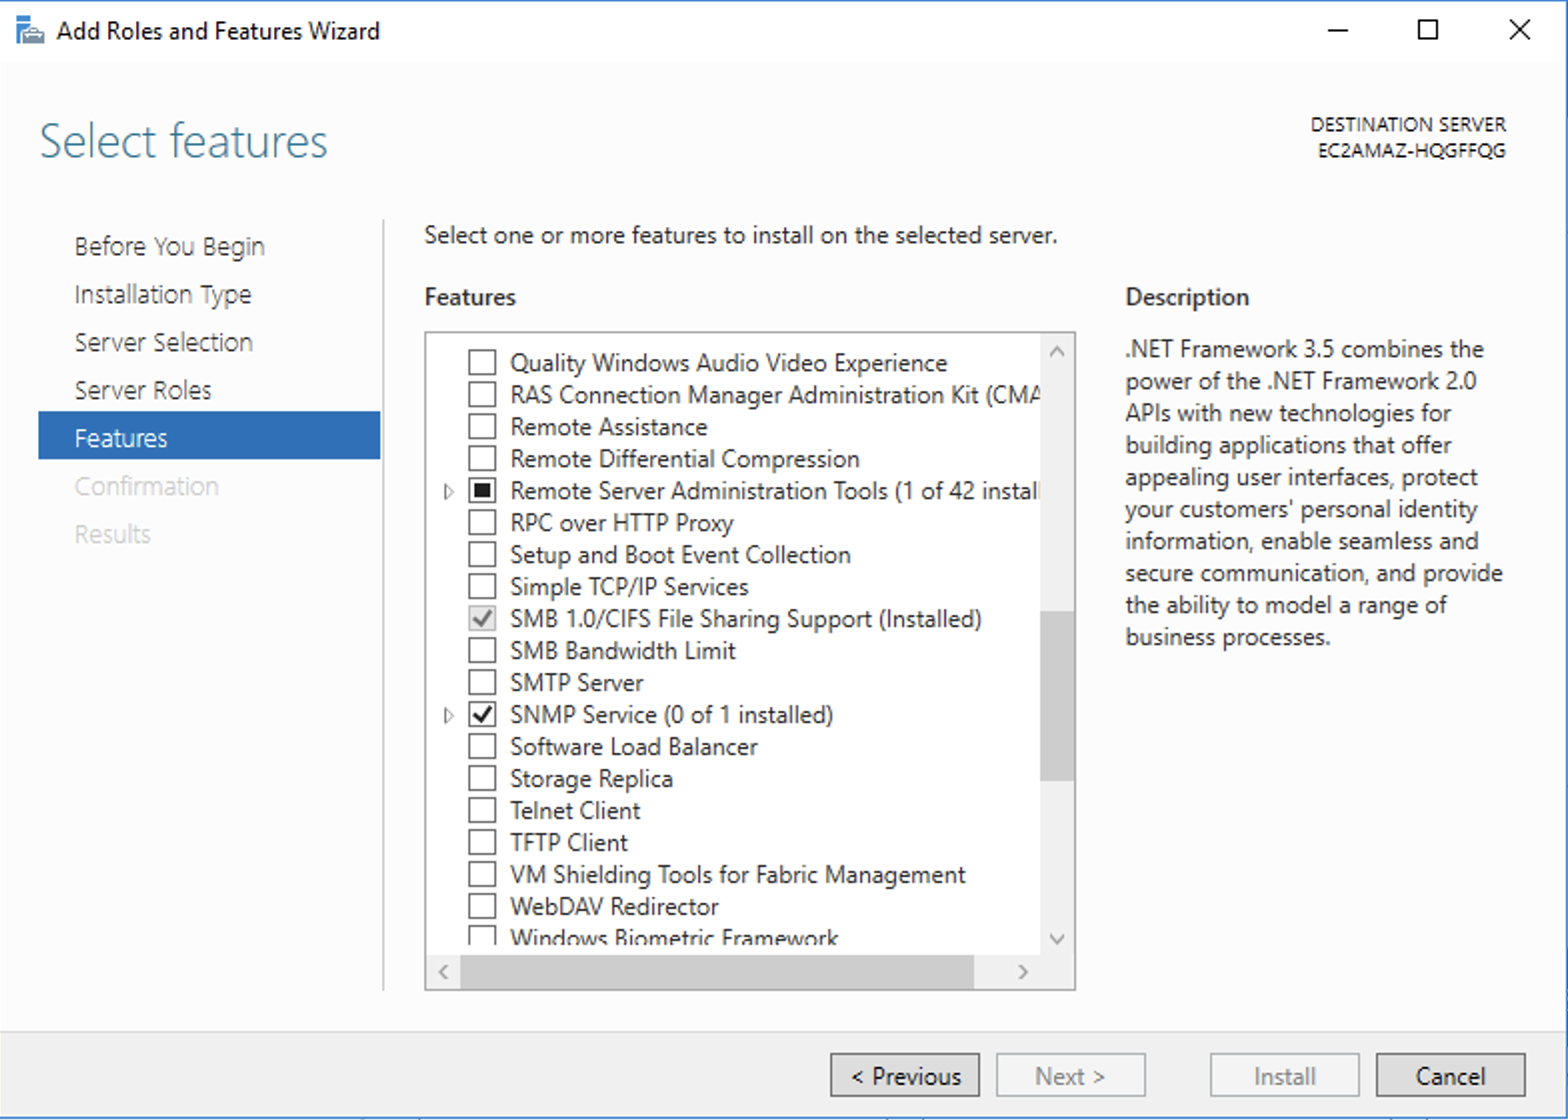 Add Roles and Features Wizard
Select features
DESTINATION SERVER
EC2AMAZ-HQGFFQG
Before You Begin
Installation Type
Server Selection
Server Roles
Features
Confirmation
Results
Select one or more features to install on the selected server.
Features
Quality Windows Audio Video Experience
RAS Connection Manager Administration Kit (CMA
Remote Assistance
Remote Differential Compression
Remote Server Administration Tools (1 of 42 install
RPC over HTTP Proxy
Setup and Boot Event Collection
Simple TCP/IP Services
SMB 1.0/CIFS File Sharing Support (Installed)
SMB Bandwidth Limit
SMTP Server
SNMP Service (0 of 1 installed)
Software Load Balancer
Storage Replica
Telnet Client
TFTP Client
VM Shielding Tools for Fabric Management
WebDAV Redirector
Windows Biometric Framework
Description
.NET Framework 3.5 combines the
power of the .NET Framework 2.0
APIs with new technologies for
building applications that offer
appealing user interfaces, protect
your customers' personal identity
information, enable seamless and
secure communication, and provide
the ability to model a range of
business processes.
< Previous
Next >
Install
Cancel